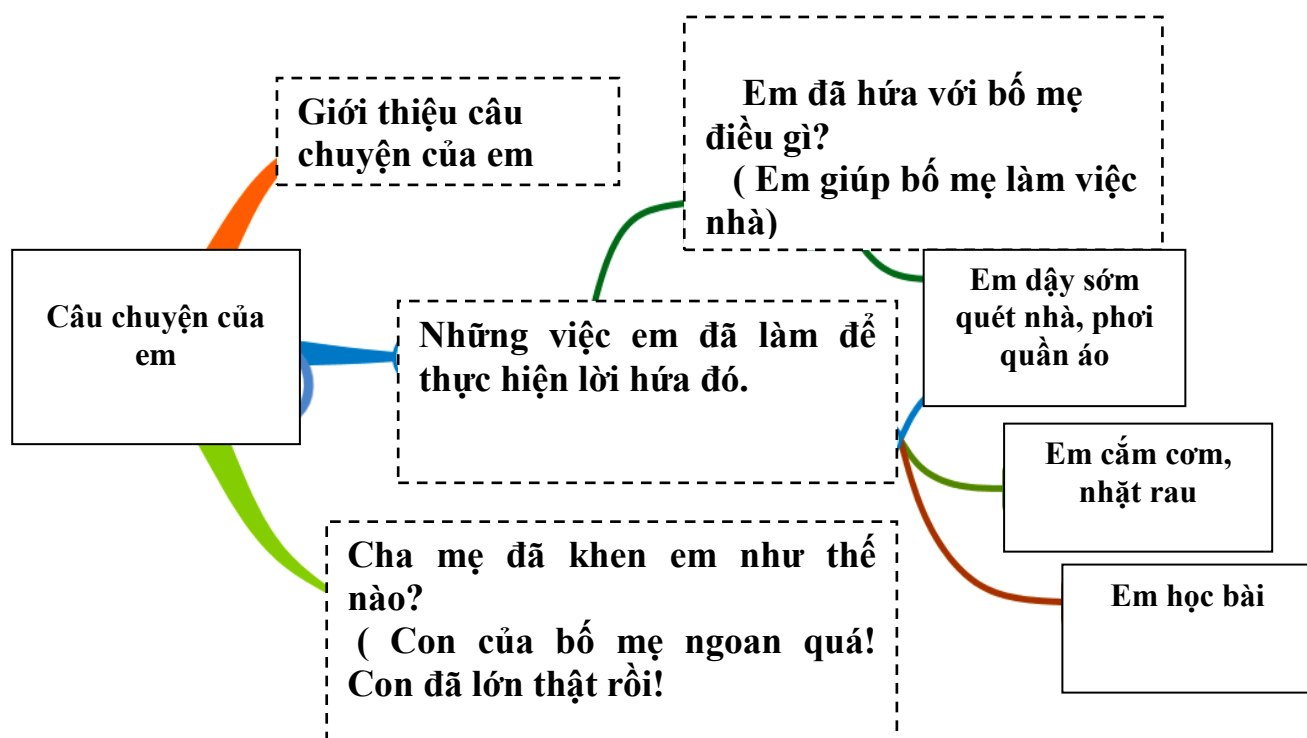 Câu chuyện của
em
Giới thiệu câu
chuyện của em
Những việc em đã làm để
thực hiện lời hứa đó.
Em đã hứa với bố mẹ
điều gì?
( Em giúp bố mẹ làm việc
nhà)
Em dậy sớm
quét nhà, phơi
quần áo
Em cắm cơm,
nhặt rau
Em học bài
Cha mẹ đã khen em như thế
nào?
( Con của bố mẹ ngoan quá!
Con đã lớn thật rồi!